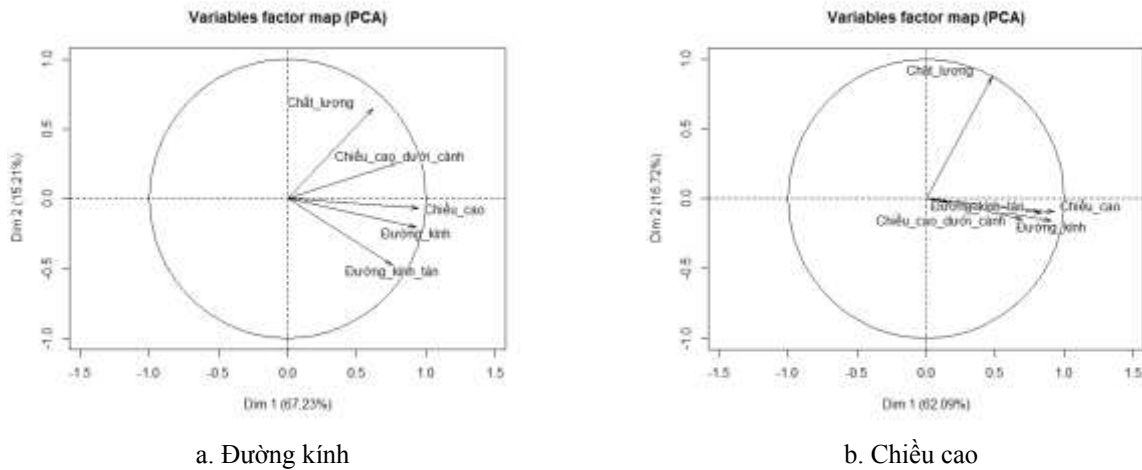 Variables factor map (PCA)
1.0
0.5
0.0
-0.5
-1.0
Dim 2 (15.21%)
Chất_lượng
Chiều_cao_dưới_cành
Chiều_cao
Đường_kính
Đường_kính_tán
-1.5 -1.0 -0.5 0.0 0.5 1.0 1.5
Dim 1 (67.23%)
a. Đường kính
Variables factor map (PCA)
1.0
0.5
0.0
-0.5
-1.0
Dim 2 (16.72%)
Chất_lượng
Đường_kính_tán
Chiều_cao
Chiều_cao_dưới_cành
Đường_kính
-1.5 -1.0 -0.5 0.0 0.5 1.0 1.5
Dim 1 (62.09%)
b. Chiều cao